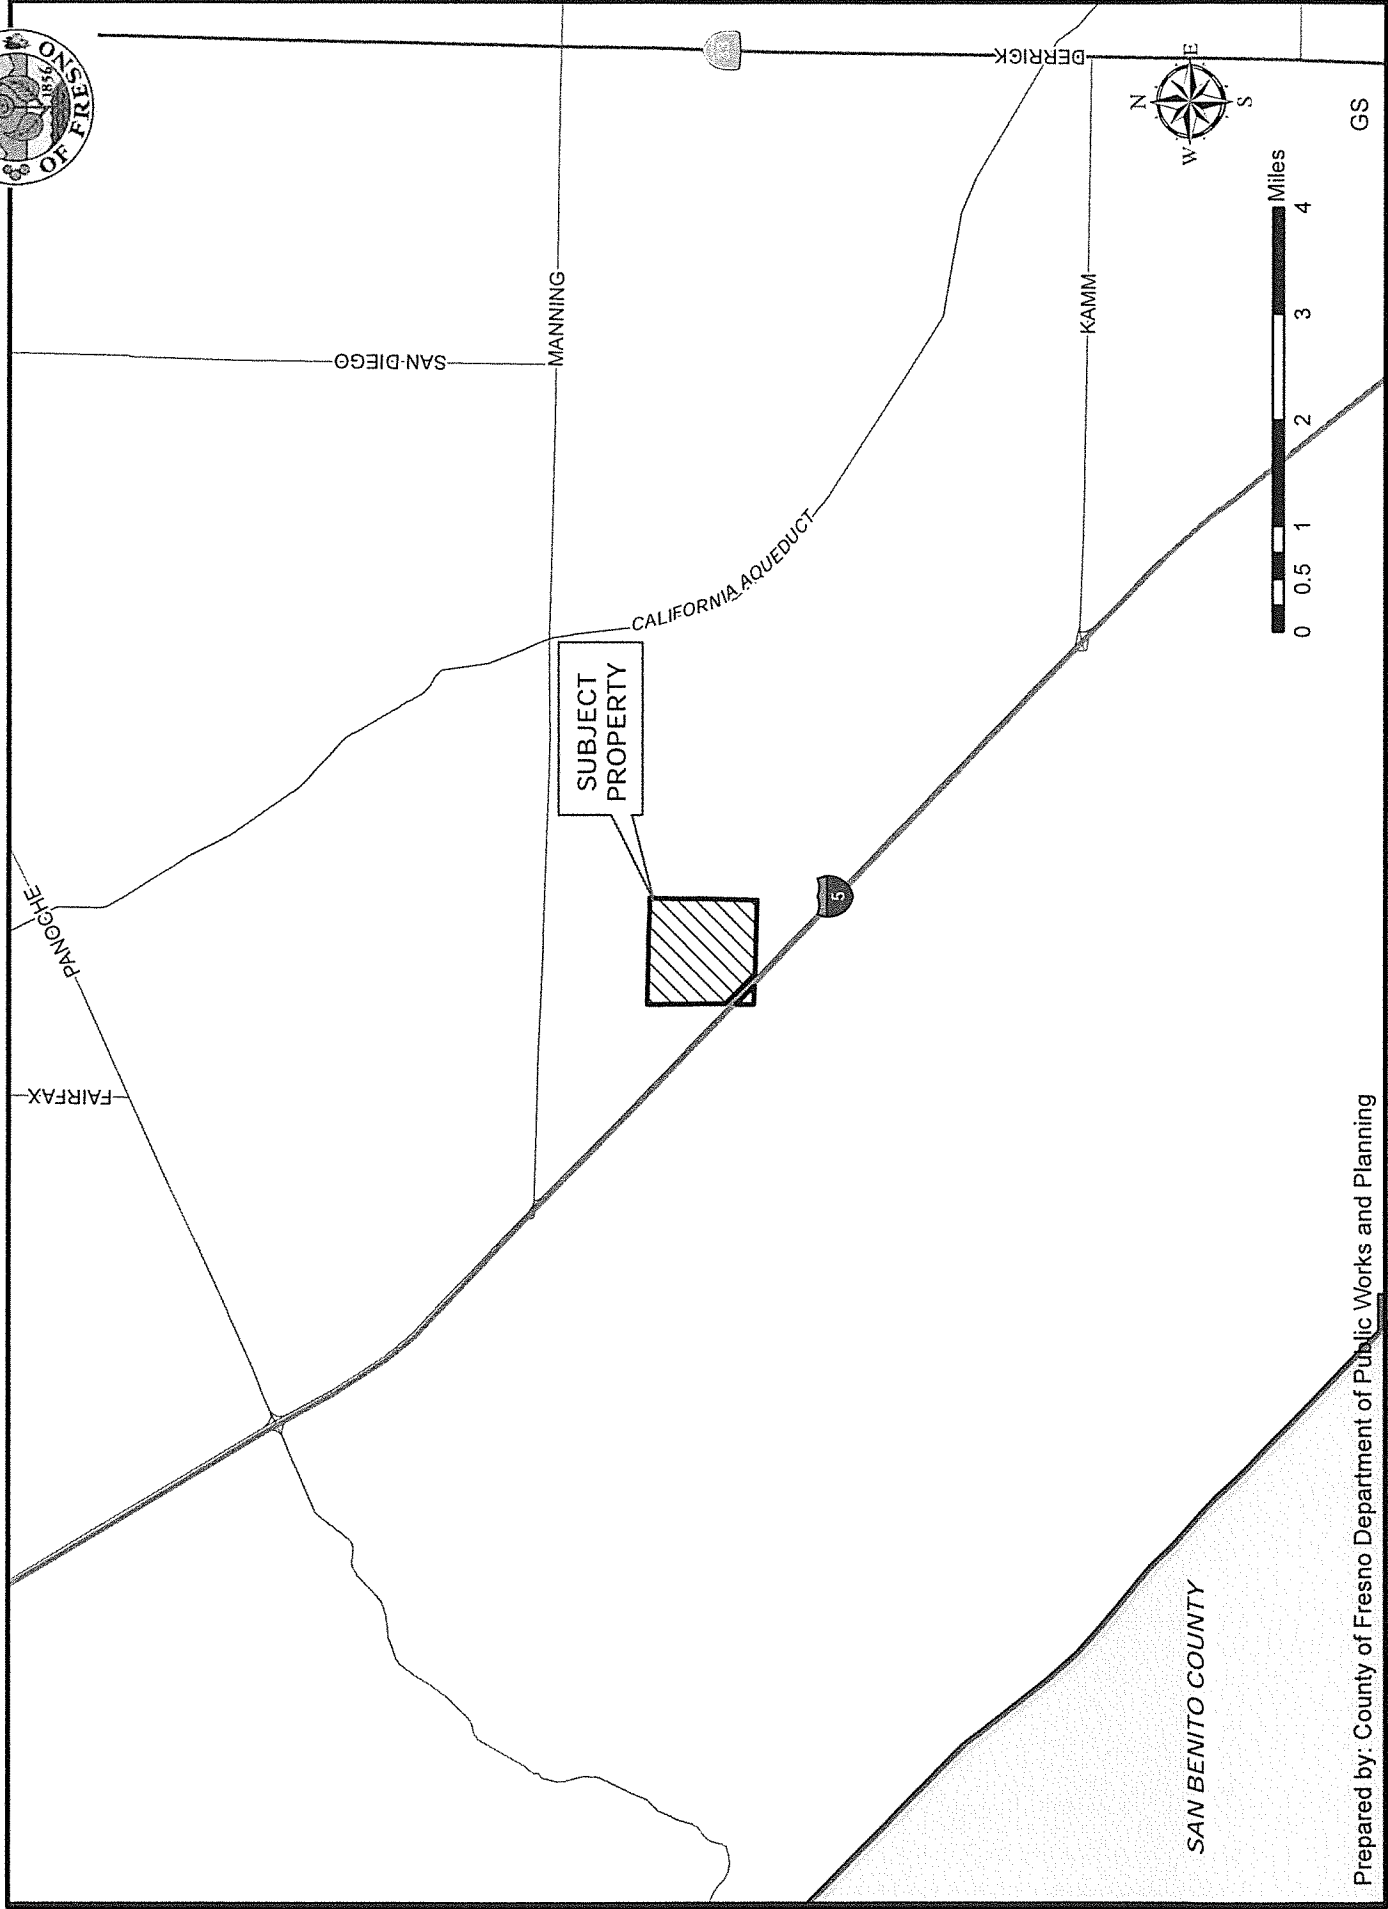 OF FRESNO
1856
PANOCHE
FAIRFAX
SAN DIEGO
MANNING
DERRICK
CALIFORNIA AQUEDUCT
SUBJECT
PROPERTY
5
KAMM
N
W
E
S
Miles
0 0.5 1 2 3 4
SAN BENITO COUNTY
GS
Prepared by: County of Fresno Department of Public Works and Planning